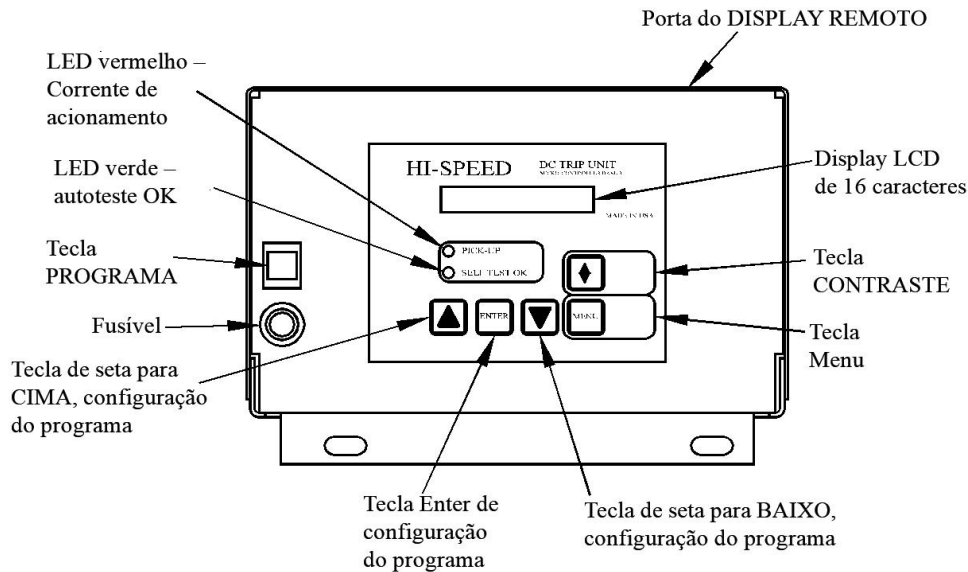 Porta do DISPLAY REMOTO
LED vermelho –
Corrente de
acionamento
LED verde –
autoteste OK
Tecla
PROGRAMA
Fusível
Tecla de seta para
CIMA, configuração
do programa
HI-SPEED
DC TRIP UNIT
MADE IN USA
PICK-UP
SELF TEST OK
ENTER
MENU
Display LCD
de 16 caracteres
Tecla
CONTRASTE
Tecla
Menu
Tecla Enter de
configuração
do programa
Tecla de seta para BAIXO,
configuração do programa